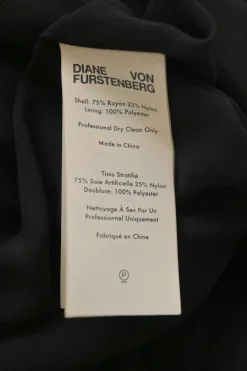 DIANE VON
FURSTENBERG
Shell: 75% Rayon 25% Nylon
Lining: 100% Polyester
Professional Dry Clean Only
Made in China
Tissu Stratifié:
75% Soie Artificielle 25% Nylon
Doublure: 100% Polyester
Nettoyage À Sec Par Un
Professionnel Uniquement
Fabriqué en Chine
P